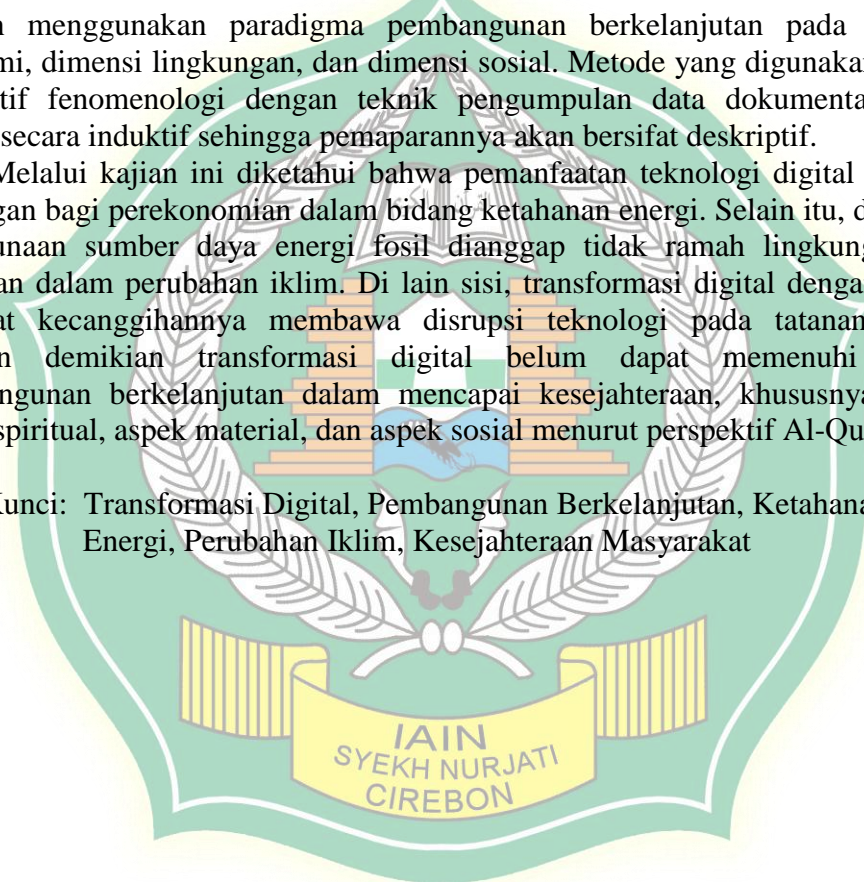 menggunakan paradigma pembangunan berkelanjutan pada
mi, dimensi lingkungan, dan dimensi sosial. Metode yang digunakan
tif fenomenologi dengan teknik pengumpulan data dokumenta
secara induktif sehingga pemaparannya akan bersifat deskriptif.
Melalui kajian ini diketahui bahwa pemanfaatan teknologi digital
gan bagi perekonomian dalam bidang ketahanan energi. Selain itu, d
unaan sumber daya energi fosil dianggap tidak ramah lingkung
an dalam perubahan iklim. Di lain sisi, transformasi digital denga
at kecanggihannya membawa disrupsi teknologi pada tatanan
n demikian transformasi digital belum dapat memenuhi
ngunan berkelanjutan dalam mencapai kesejahteraan, khususnya
spiritual, aspek material, dan aspek sosial menurut perspektif Al-Qu
Kunci: Transformasi Digital, Pembangunan Berkelanjutan, Ketahana
Energi, Perubahan Iklim, Kesejahteraan Masyarakat
IAIN
SYEKH NURJATI
CIREBON